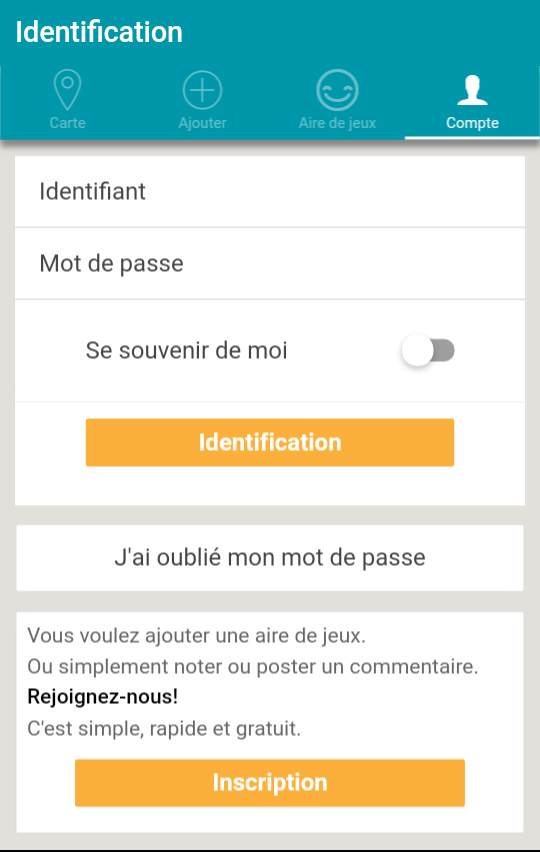 Identification
Carte
Ajouter
Aire de jeux
Compte
Identifiant
Mot de passe
Se souvenir de moi
Identification
J'ai oublié mon mot de passe
Vous voulez ajouter une aire de jeux.
Ou simplement noter ou poster un commentaire.
Rejoignez-nous!
C'est simple, rapide et gratuit.
Inscription